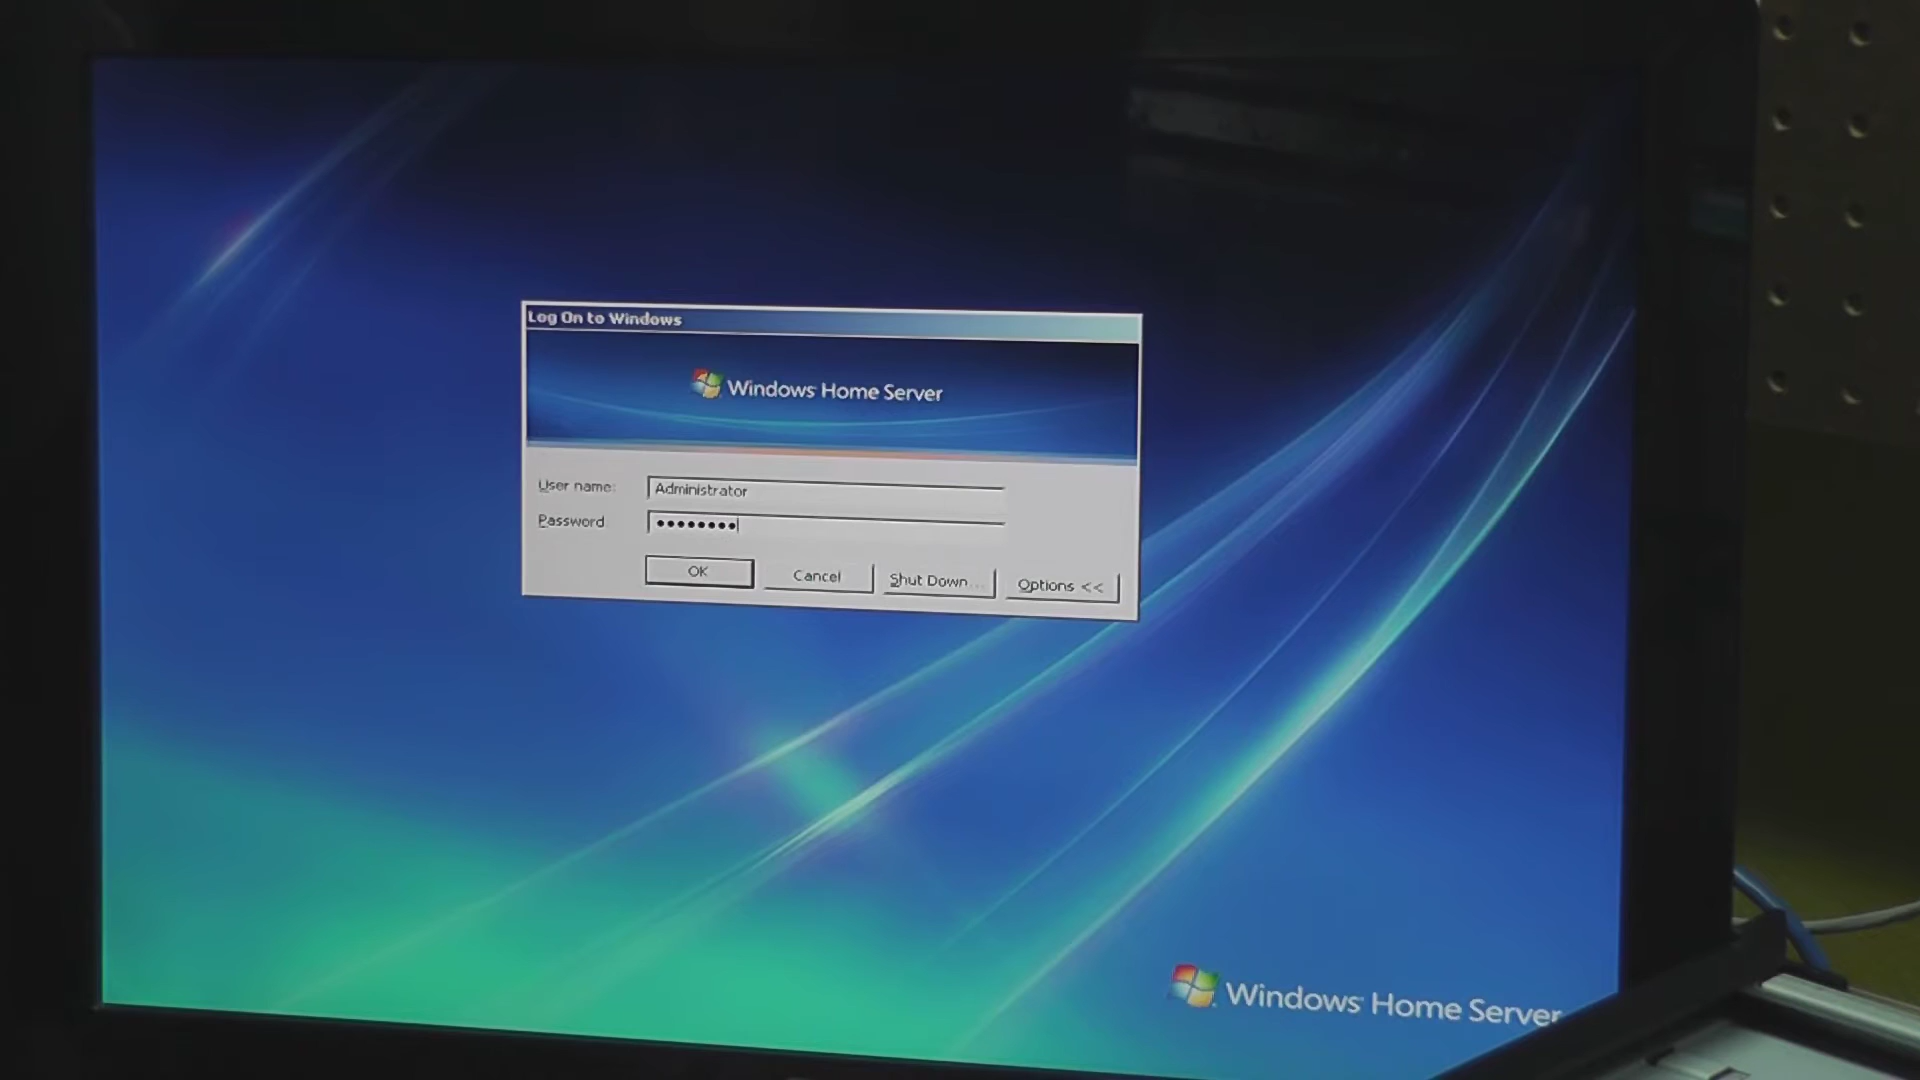 Log On to Windows
Windows Home Server
User name: Administrator
Password ••••••••
OK Cancel Shut Down... Options <<
Windows Home Server